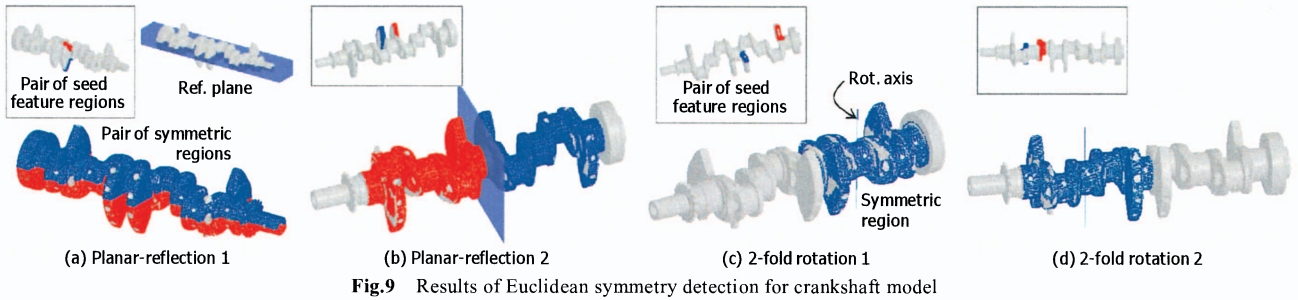 Pair of seed
feature regions
Ref. plane
Pair of symmetric
regions
(a) Planar-reflection 1
(b) Planar-reflection 2
Pair of seed
feature regions
Rot. axis
Symmetric
region
(c) 2-fold rotation 1
(d) 2-fold rotation 2
Fig.9 Results of Euclidean symmetry detection for crankshaft model